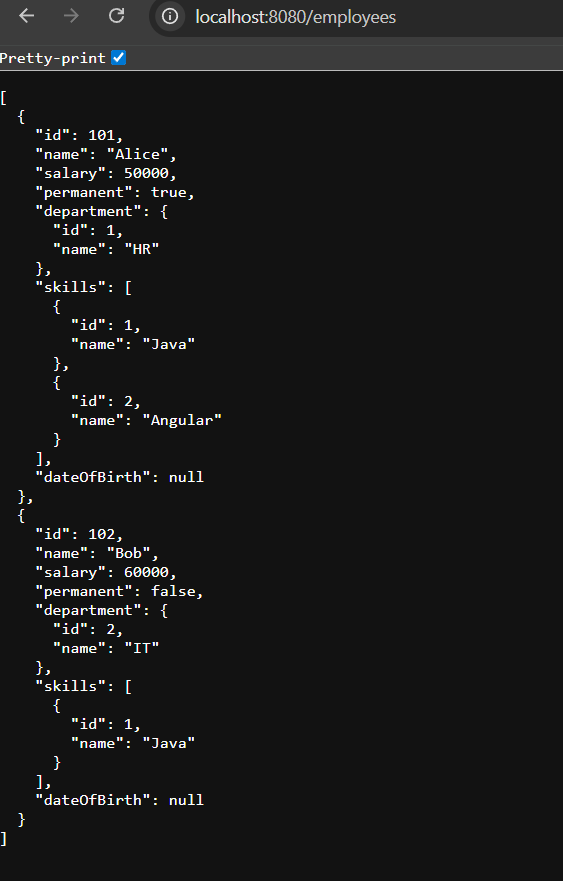 localhost:8080/employees
Pretty-print
[
  {
    "id": 101,
    "name": "Alice",
    "salary": 50000,
    "permanent": true,
    "department": {
      "id": 1,
      "name": "HR"
    },
    "skills": [
      {
        "id": 1,
        "name": "Java"
      },
      {
        "id": 2,
        "name": "Angular"
      }
    ],
    "dateOfBirth": null
  },
  {
    "id": 102,
    "name": "Bob",
    "salary": 60000,
    "permanent": false,
    "department": {
      "id": 2,
      "name": "IT"
    },
    "skills": [
      {
        "id": 1,
        "name": "Java"
      }
    ],
    "dateOfBirth": null
  }
]